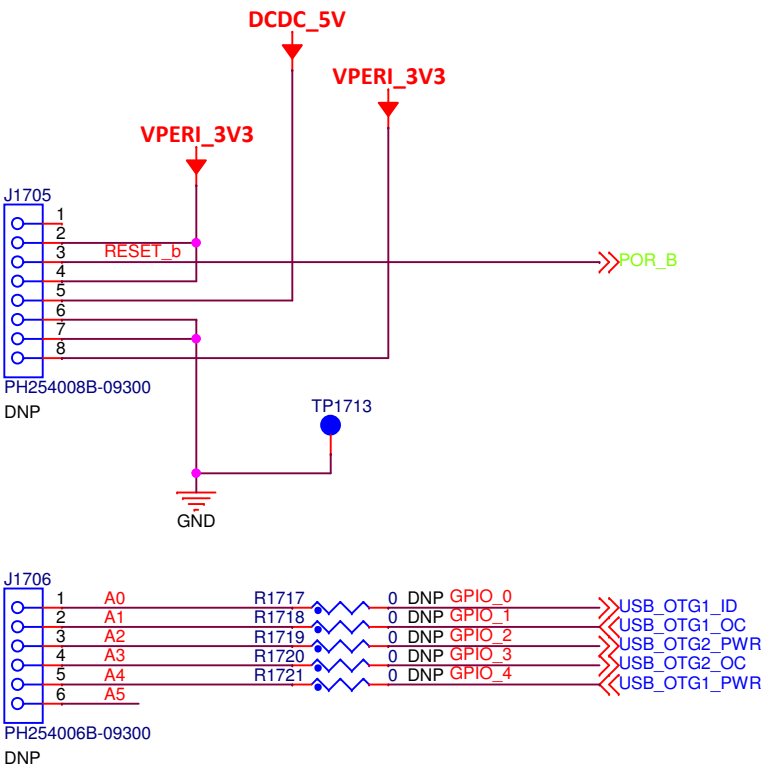 DCDC_5V
VPERI_3V3
VPERI_3V3
J1705
1
2
3 RESET_b POR_B
4
5
6
7
8
PH254008B-09300
DNP
TP1713
GND
J1706
1 A0 R1717 0 DNP GPIO_0 USB_OTG1_ID
2 A1 R1718 0 DNP GPIO_1 USB_OTG1_OC
3 A2 R1719 0 DNP GPIO_2 USB_OTG2_PWR
4 A3 R1720 0 DNP GPIO_3 USB_OTG2_OC
5 A4 R1721 0 DNP GPIO_4 USB_OTG1_PWR
6 A5
PH254006B-09300
DNP